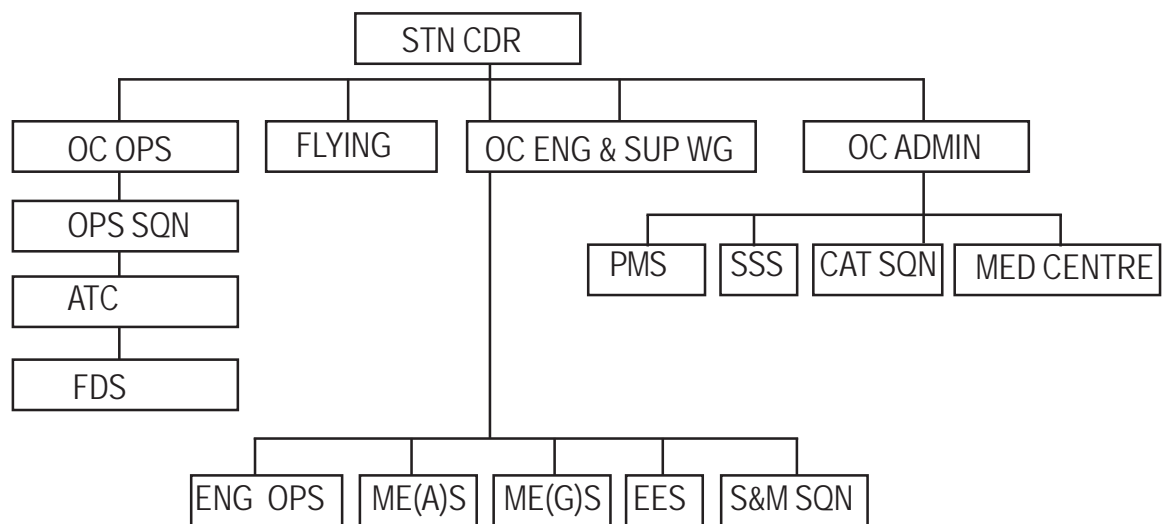 STN CDR
OC OPS
FLYING
OC ENG & SUP WG
OC ADMIN
OPS SQN
PMS
SSS
CAT SQN
MED CENTRE
ATC
FDS
ENG OPS
ME(A)S
ME(G)S
EES
S&M SQN